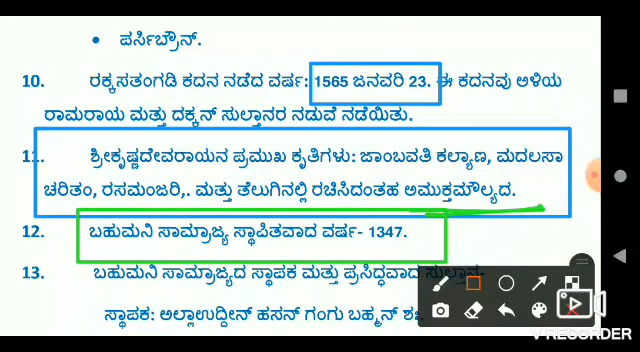 • ಪರ್ಸಿಬ್ರೌನ್.
10. ರಕ್ಕಸತಂಗಡಿ ಕದನ ನಡೆದ ವರ್ಷ: 1565 ಜನವರಿ 23. ಈ ಕದನವು ಅಳಿಯ
ರಾಮರಾಯ ಮತ್ತು ದಕ್ಕನ್ ಸುಲ್ತಾನರ ನಡುವೆ ನಡೆಯಿತು.
11. ಶ್ರೀಕೃಷ್ಣದೇವರಾಯನ ಪ್ರಮುಖ ಕೃತಿಗಳು: ಜಾಂಬವತಿ ಕಲ್ಯಾಣ, ಮದಲಸಾ
ಚರಿತಂ, ರಸಮಂಜರಿ,. ಮತ್ತು ತೆಲುಗಿನಲ್ಲಿ ರಚಿಸಿದಂತಹ ಅಮುಕ್ತಮೌಲ್ಯದ.
12. ಬಹುಮನಿ ಸಾಮ್ರಾಜ್ಯ ಸ್ಥಾಪಿತವಾದ ವರ್ಷ- 1347.
13. ಬಹುಮನಿ ಸಾಮ್ರಾಜ್ಯದ ಸ್ಥಾಪಕ ಮತ್ತು ಪ್ರಸಿದ್ಧವಾದ ಸುಲ್ತಾನ-
ಸ್ಥಾಪಕ: ಅಲ್ಲಾಉದ್ದೀನ್ ಹಸನ್ ಗಂಗು ಬಹ್ಮನ್
V RECORDER